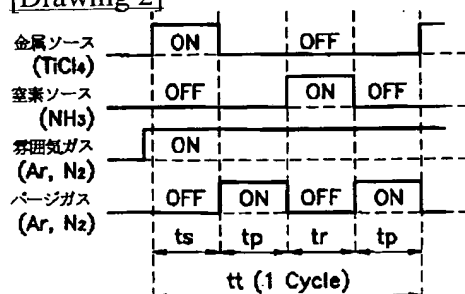 [Drawing 2]
金属ソース ON OFF
(TiCl4)
窒素ソース OFF ON OFF
(NH3)
雰囲気ガス ON
(Ar, N2)
パージガス OFF ON OFF ON
(Ar, N2)
ts tp tr tp
tt (1 Cycle)